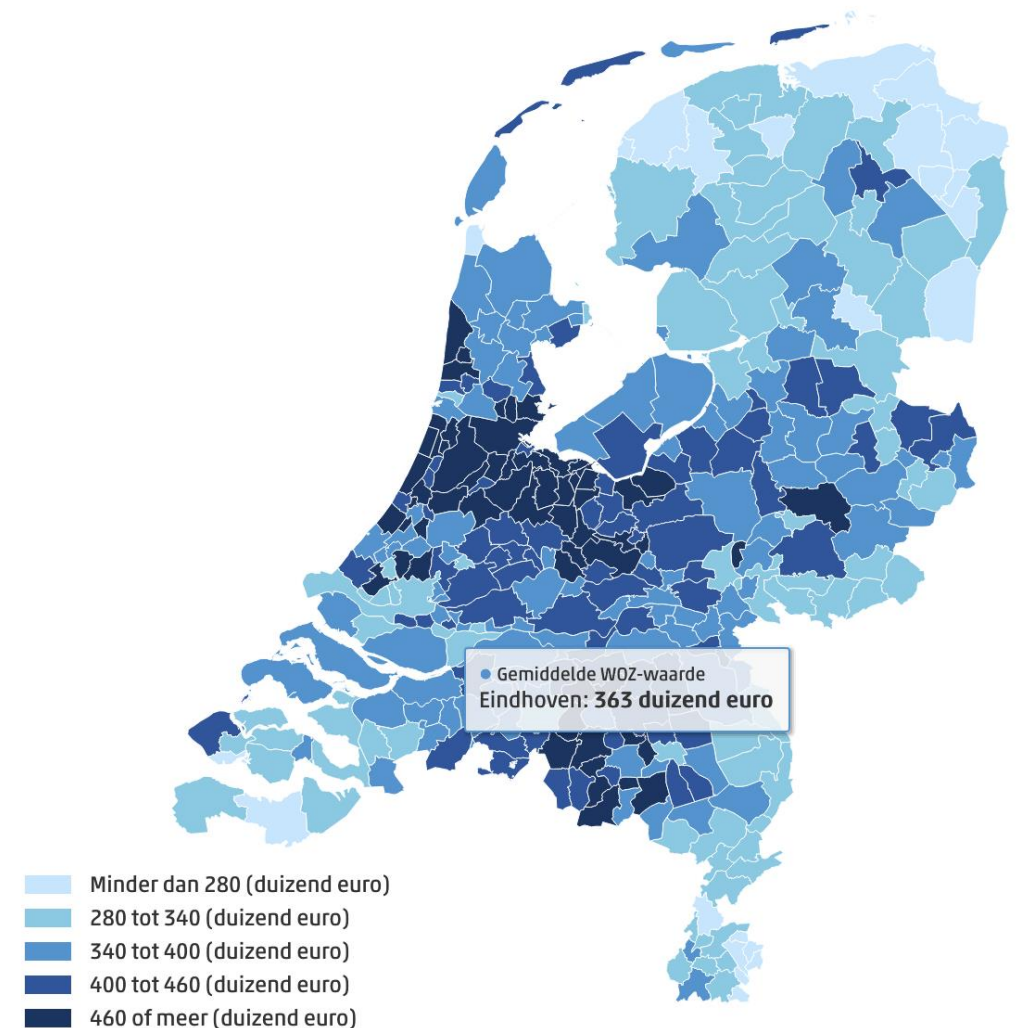 Gemiddelde WOZ-waarde
Eindhoven: 363 duizend euro
Minder dan 280 (duizend euro)
280 tot 340 (duizend euro)
340 tot 400 (duizend euro)
400 tot 460 (duizend euro)
460 of meer (duizend euro)